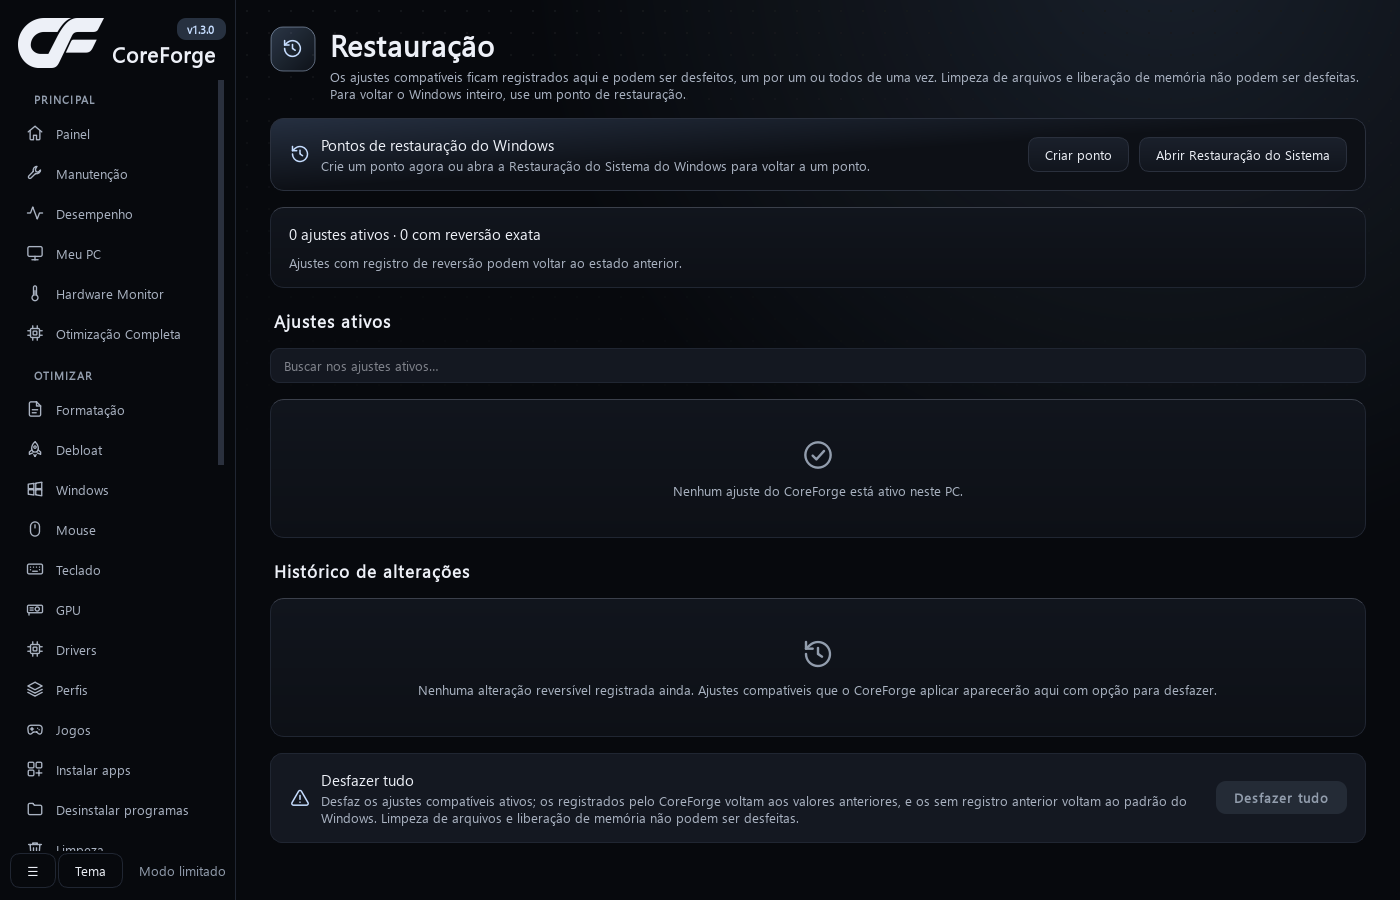 v1.3.0
CoreForge
PRINCIPAL
Painel
Manutenção
Desempenho
Meu PC
Hardware Monitor
Otimização Completa
OTIMIZAR
Formatação
Debloat
Windows
Mouse
Teclado
GPU
Drivers
Perfis
Jogos
Instalar apps
Desinstalar programas
Limpeza
☰
Tema
Modo limitado
Restauração
Os ajustes compatíveis ficam registrados aqui e podem ser desfeitos, um por um ou todos de uma vez. Limpeza de arquivos e liberação de memória não podem ser desfeitas.
Para voltar o Windows inteiro, use um ponto de restauração.
Pontos de restauração do Windows
Crie um ponto agora ou abra a Restauração do Sistema do Windows para voltar a um ponto.
Criar ponto
Abrir Restauração do Sistema
0 ajustes ativos · 0 com reversão exata
Ajustes com registro de reversão podem voltar ao estado anterior.
Ajustes ativos
Buscar nos ajustes ativos...
Nenhum ajuste do CoreForge está ativo neste PC.
Histórico de alterações
Nenhuma alteração reversível registrada ainda. Ajustes compatíveis que o CoreForge aplicar aparecerão aqui com opção para desfazer.
Desfazer tudo
Desfaz os ajustes compatíveis ativos; os registrados pelo CoreForge voltam aos valores anteriores, e os sem registro anterior voltam ao padrão do
Windows. Limpeza de arquivos e liberação de memória não podem ser desfeitas.
Desfazer tudo